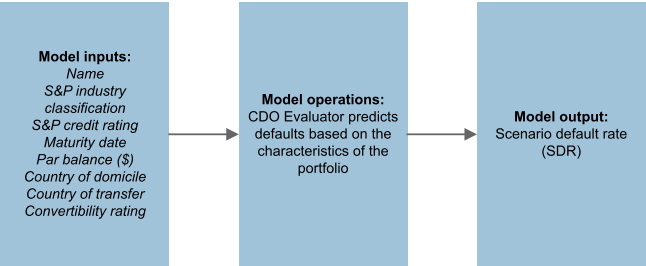 Model inputs:
Name
S&P industry
classification
S&P credit rating
Maturity date
Par balance ($)
Country of domicile
Country of transfer
Convertibility rating
Model operations:
CDO Evaluator predicts
defaults based on the
characteristics of the
portfolio
Model output:
Scenario default rate
(SDR)